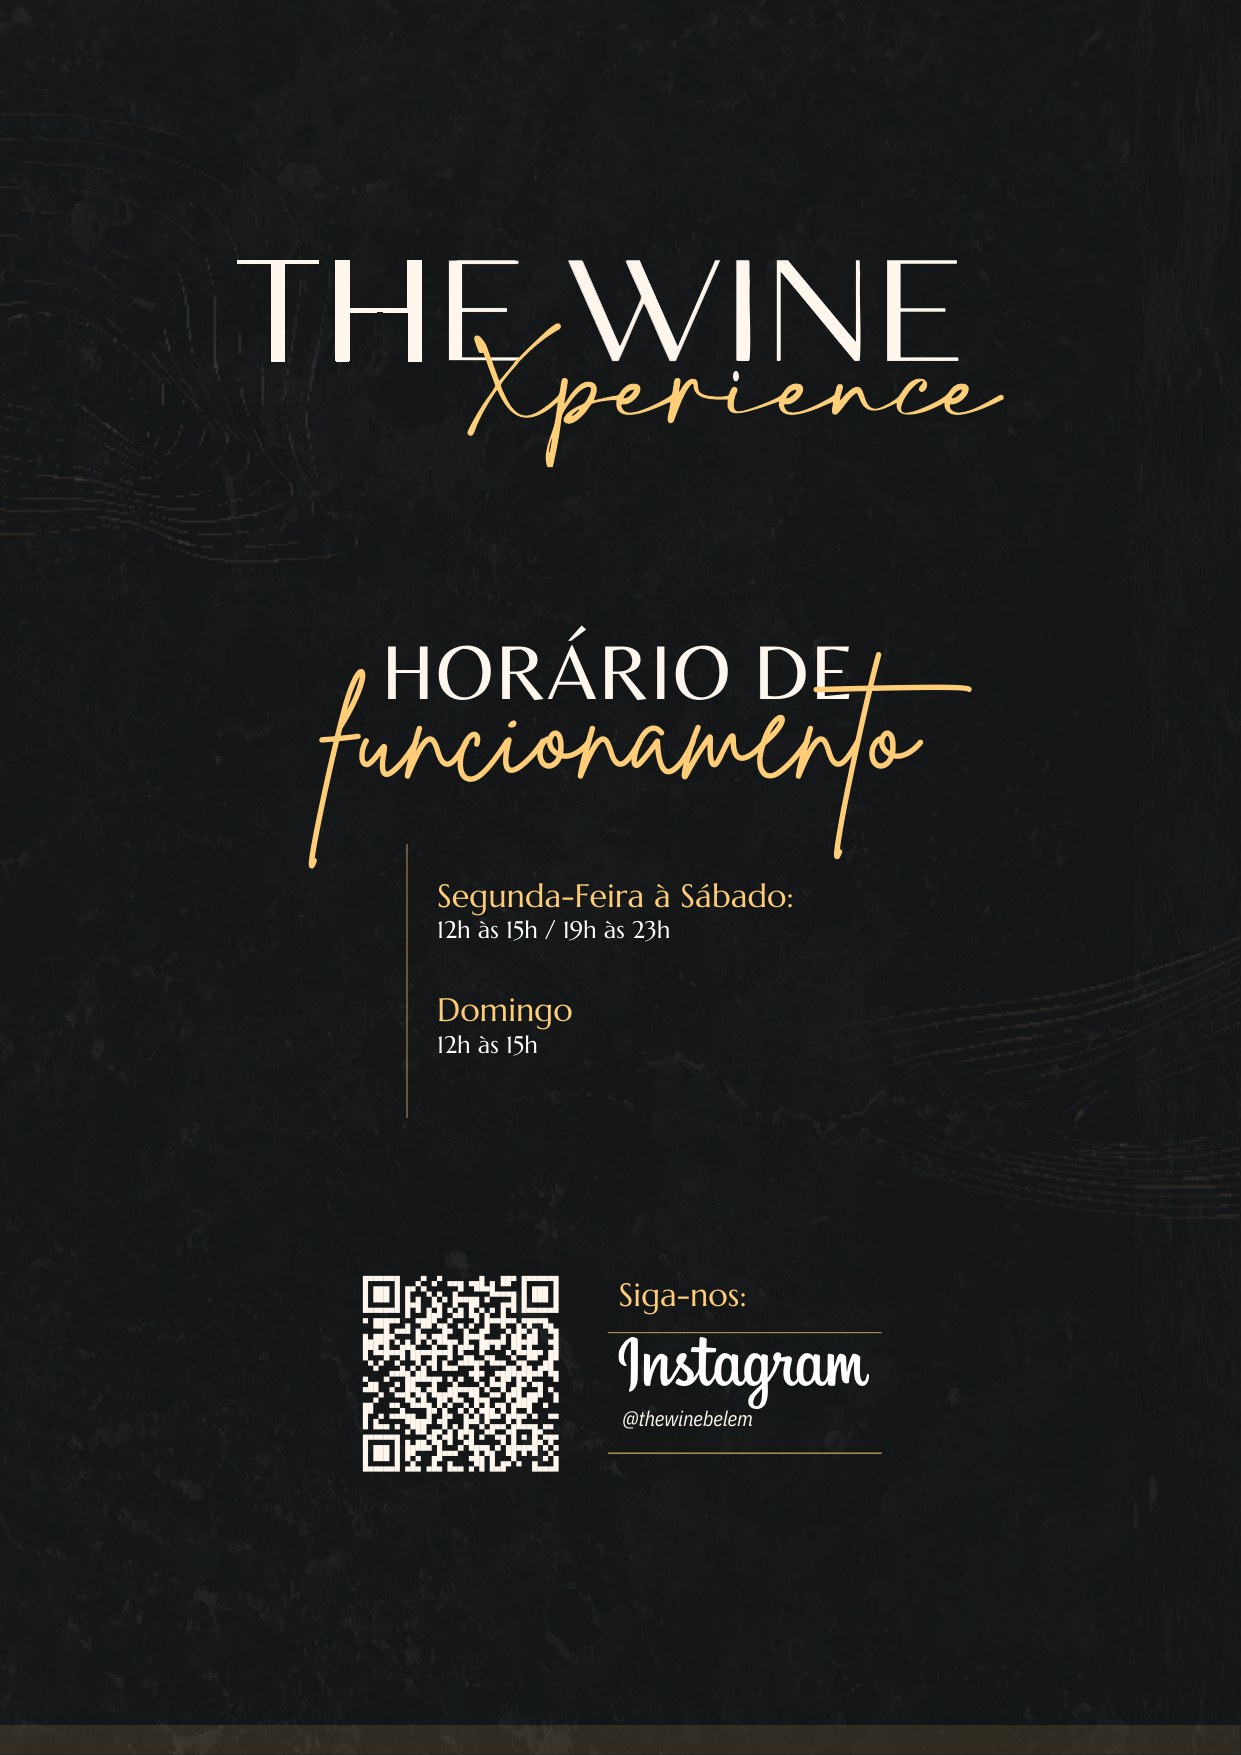 THE WINE
Xperience
HORÁRIO DE
funcionamento
Segunda-Feira à Sábado:
12h às 15h / 19h às 23h
Domingo
12h às 15h
Siga-nos:
Instagram
@thewinebelem